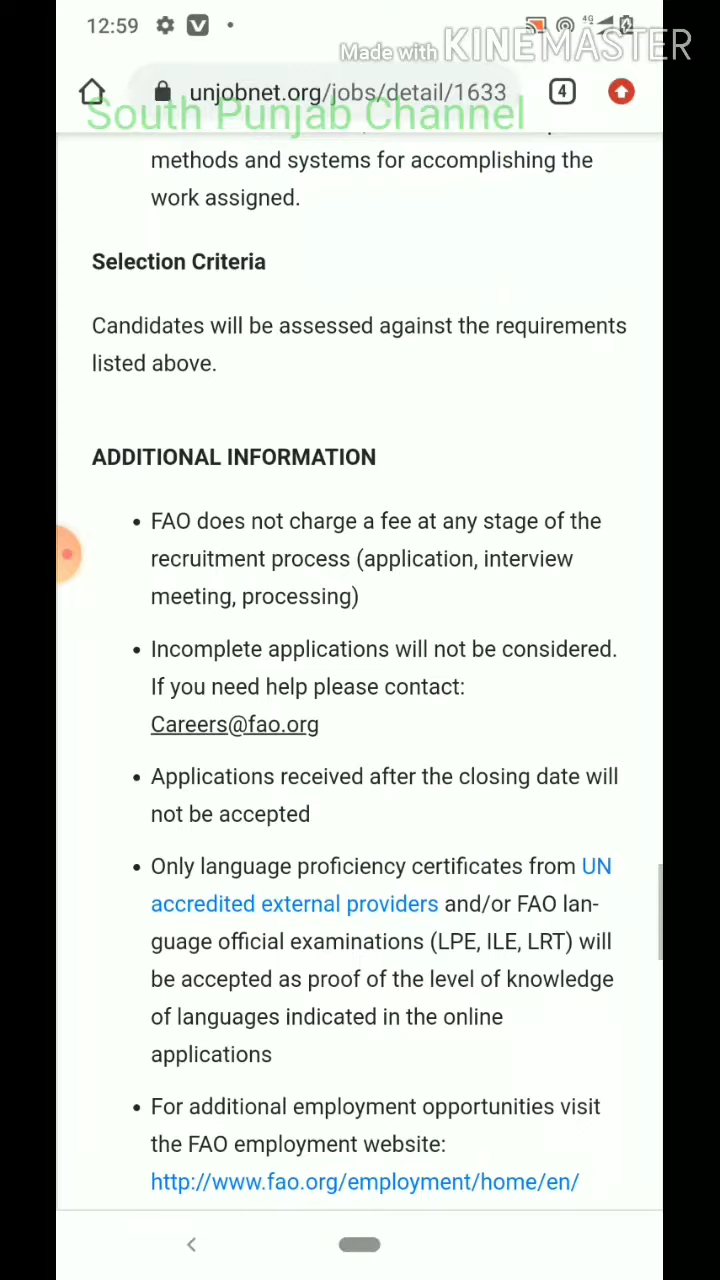 12:59
4G
Made with KINEMASTER
unjobnet.org/jobs/detail/1633
4
South Punjab Channel
methods and systems for accomplishing the
work assigned.
Selection Criteria
Candidates will be assessed against the requirements
listed above.
ADDITIONAL INFORMATION
• FAO does not charge a fee at any stage of the
recruitment process (application, interview
meeting, processing)
• Incomplete applications will not be considered.
If you need help please contact:
Careers@fao.org
• Applications received after the closing date will
not be accepted
• Only language proficiency certificates from UN
accredited external providers and/or FAO lan-
guage official examinations (LPE, ILE, LRT) will
be accepted as proof of the level of knowledge
of languages indicated in the online
applications
• For additional employment opportunities visit
the FAO employment website:
http://www.fao.org/employment/home/en/